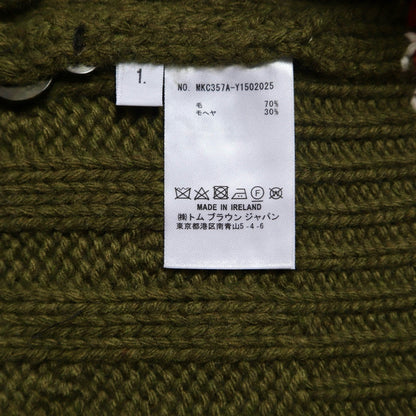 1.
NO. MKC357A-Y1502025
毛 70%
モヘヤ 30%
MADE IN IRELAND
㈱トム ブラウン ジャパン
東京都港区南青山5-4-6